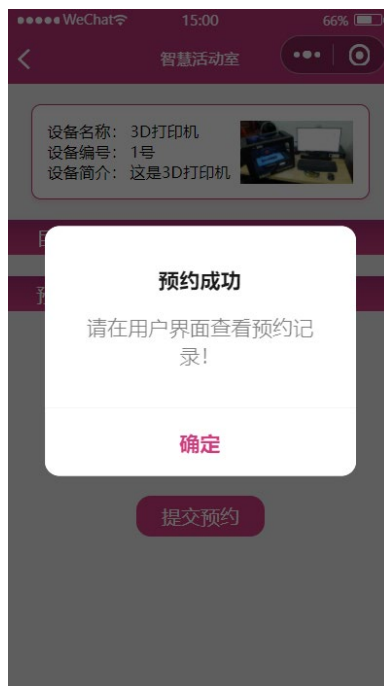 WeChat
15:00
66%
智慧活动室
设备名称： 3D打印机
设备编号： 1号
设备简介： 这是3D打印机
预约成功
请在用户界面查看预约记
录!
确定
提交预约